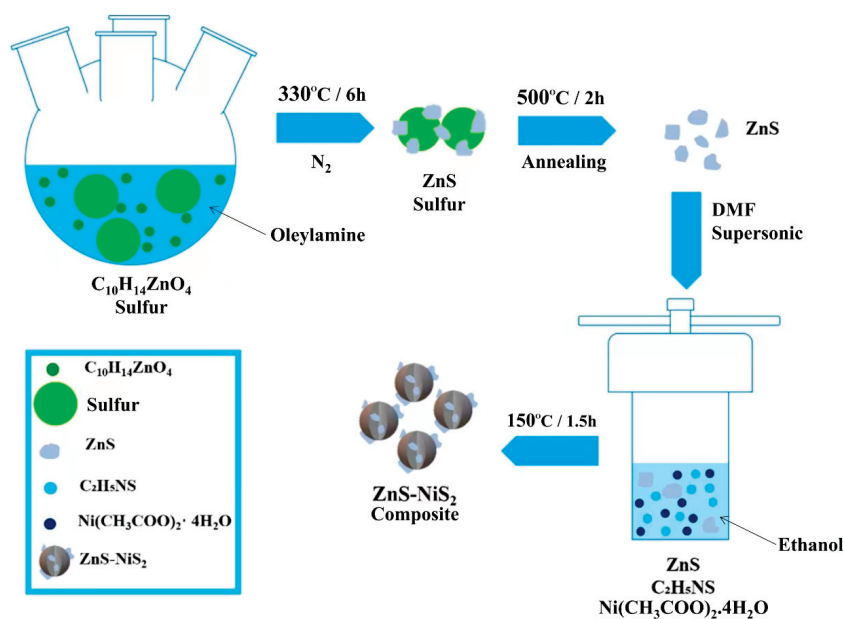 330°C / 6h
N₂
ZnS
Sulfur
500°C / 2h
Annealing
ZnS
DMF
Supersonic
Oleylamine
C₁₀H₁₄ZnO₄
Sulfur
C₁₀H₁₄ZnO₄
Sulfur
ZnS
C₂H₅NS
Ni(CH₃COO)₂· 4H₂O
ZnS-NiS₂
150°C / 1.5h
ZnS-NiS₂
Composite
Ethanol
ZnS
C₂H₅NS
Ni(CH₃COO)₂.4H₂O